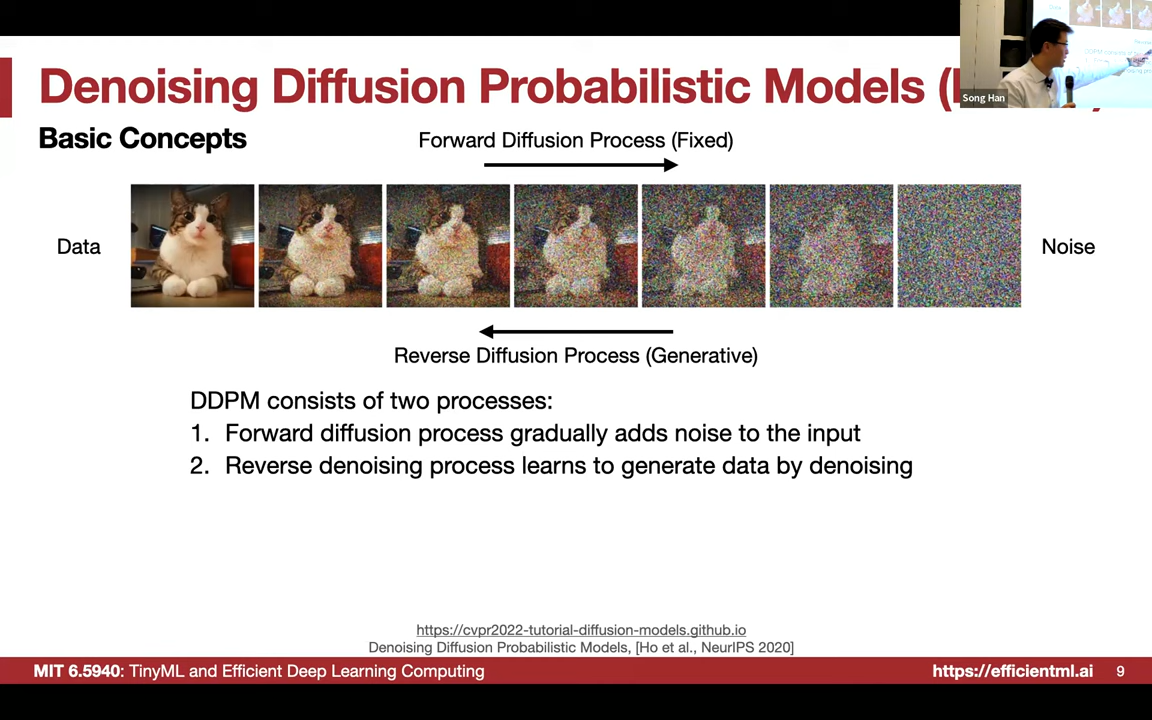 Denoising Diffusion Probabilistic Models (
Song Han
Basic Concepts
Forward Diffusion Process (Fixed)
Data
Noise
Reverse Diffusion Process (Generative)
DDPM consists of two processes:
1. Forward diffusion process gradually adds noise to the input
2. Reverse denoising process learns to generate data by denoising
https://cvpr2022-tutorial-diffusion-models.github.io
Denoising Diffusion Probabilistic Models, [Ho et al., NeurIPS 2020]
MIT 6.5940: TinyML and Efficient Deep Learning Computing
https://efficientml.ai
9